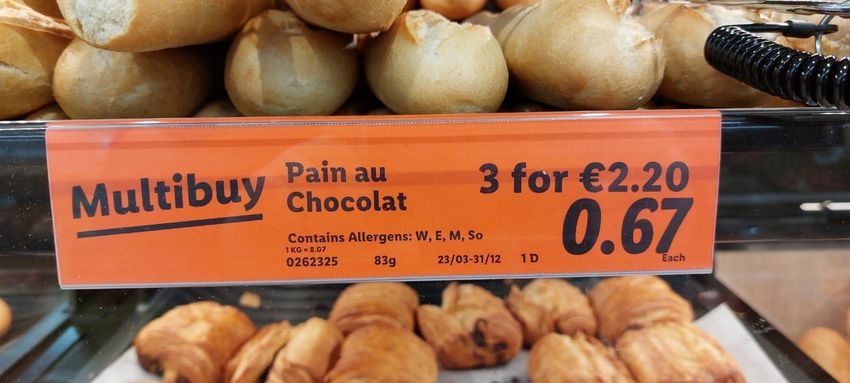 Multibuy
Pain au
Chocolat
3 for €2.20
0.67
Each
Contains Allergens: W, E, M, So
1 KG = 8.07
0262325 83g 23/03-31/12 1 D